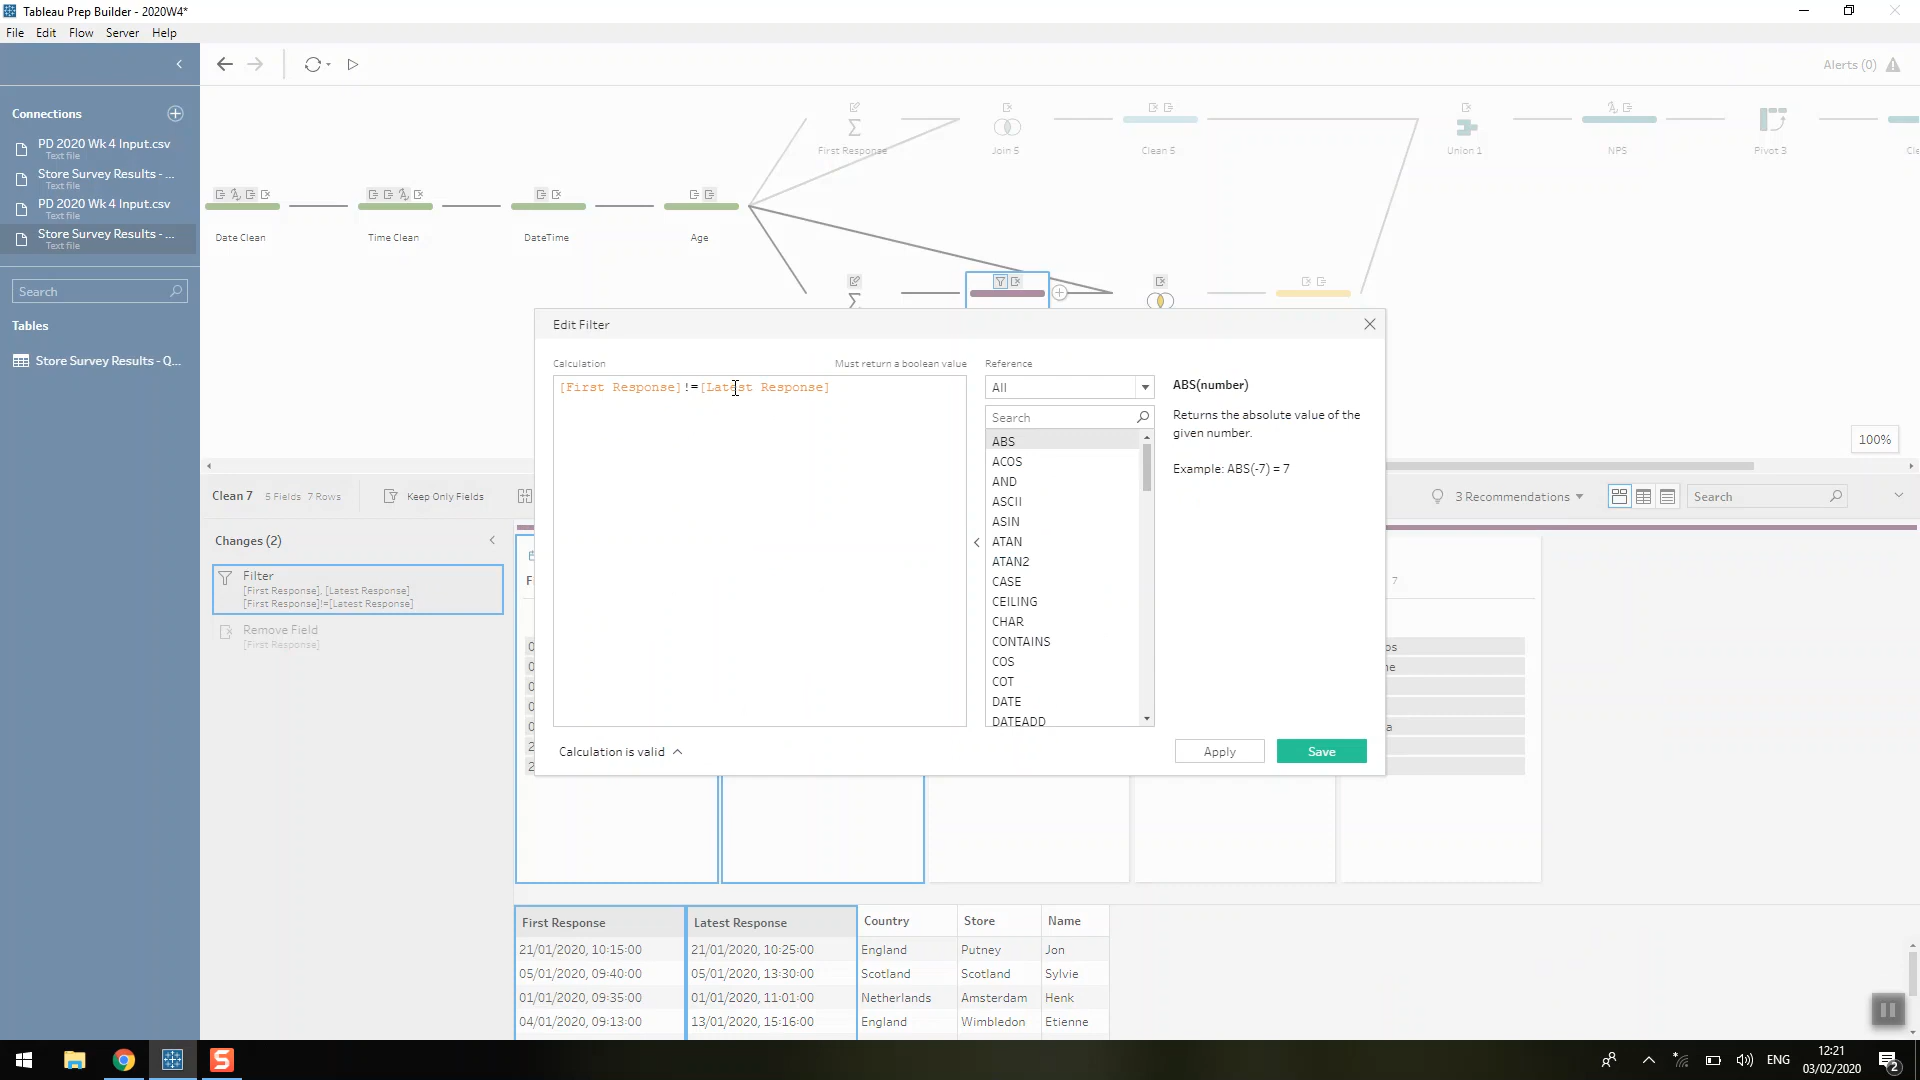 Tableau Prep Builder - 2020W4*
File Edit Flow Server Help
Alerts (0)
Connections
PD 2020 Wk 4 Input.csv
Text file
Store Survey Results - ...
Text file
PD 2020 Wk 4 Input.csv
Text file
Store Survey Results - ...
Text file
Search
Tables
Store Survey Results - Q...
First Response
Join 5
Clean 5
Union 1
NPS
Pivot 3
Cle
Date Clean
Time Clean
DateTime
Age
100%
Edit Filter
Calculation
Must return a boolean value
[First Response]!=[Latest Response]
Calculation is valid
Reference
All
Search
ABS
ACOS
AND
ASCII
ASIN
ATAN
ATAN2
CASE
CEILING
CHAR
CONTAINS
COS
COT
DATE
DATEADD
ABS(number)
Returns the absolute value of the
given number.
Example: ABS(-7) = 7
Apply
Save
Clean 7 5 Fields 7 Rows
Keep Only Fields
3 Recommendations
Search
Changes (2)
Filter
[First Response], [Latest Response]
[First Response]!=[Latest Response]
Remove Field
[First Response]
7
First Response Latest Response Country Store Name
21/01/2020, 10:15:00 21/01/2020, 10:25:00 England Putney Jon
05/01/2020, 09:40:00 05/01/2020, 13:30:00 Scotland Scotland Sylvie
01/01/2020, 09:35:00 01/01/2020, 11:01:00 Netherlands Amsterdam Henk
04/01/2020, 09:13:00 13/01/2020, 15:16:00 England Wimbledon Etienne
ENG
12:21
03/02/2020
2